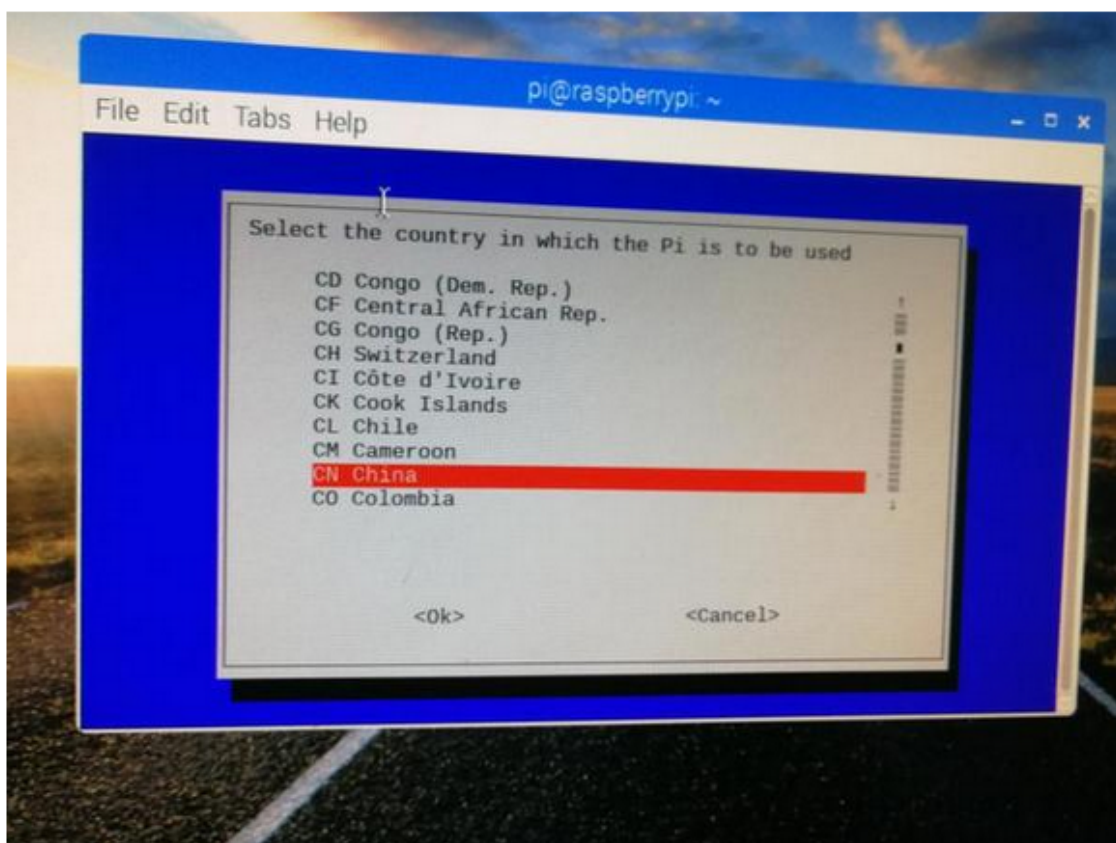 pi@raspberrypi: ~
File Edit Tabs Help
Select the country in which the Pi is to be used
CD Congo (Dem. Rep.)
CF Central African Rep.
CG Congo (Rep.)
CH Switzerland
CI Côte d'Ivoire
CK Cook Islands
CL Chile
CM Cameroon
CN China
CO Colombia
<Ok> <Cancel>